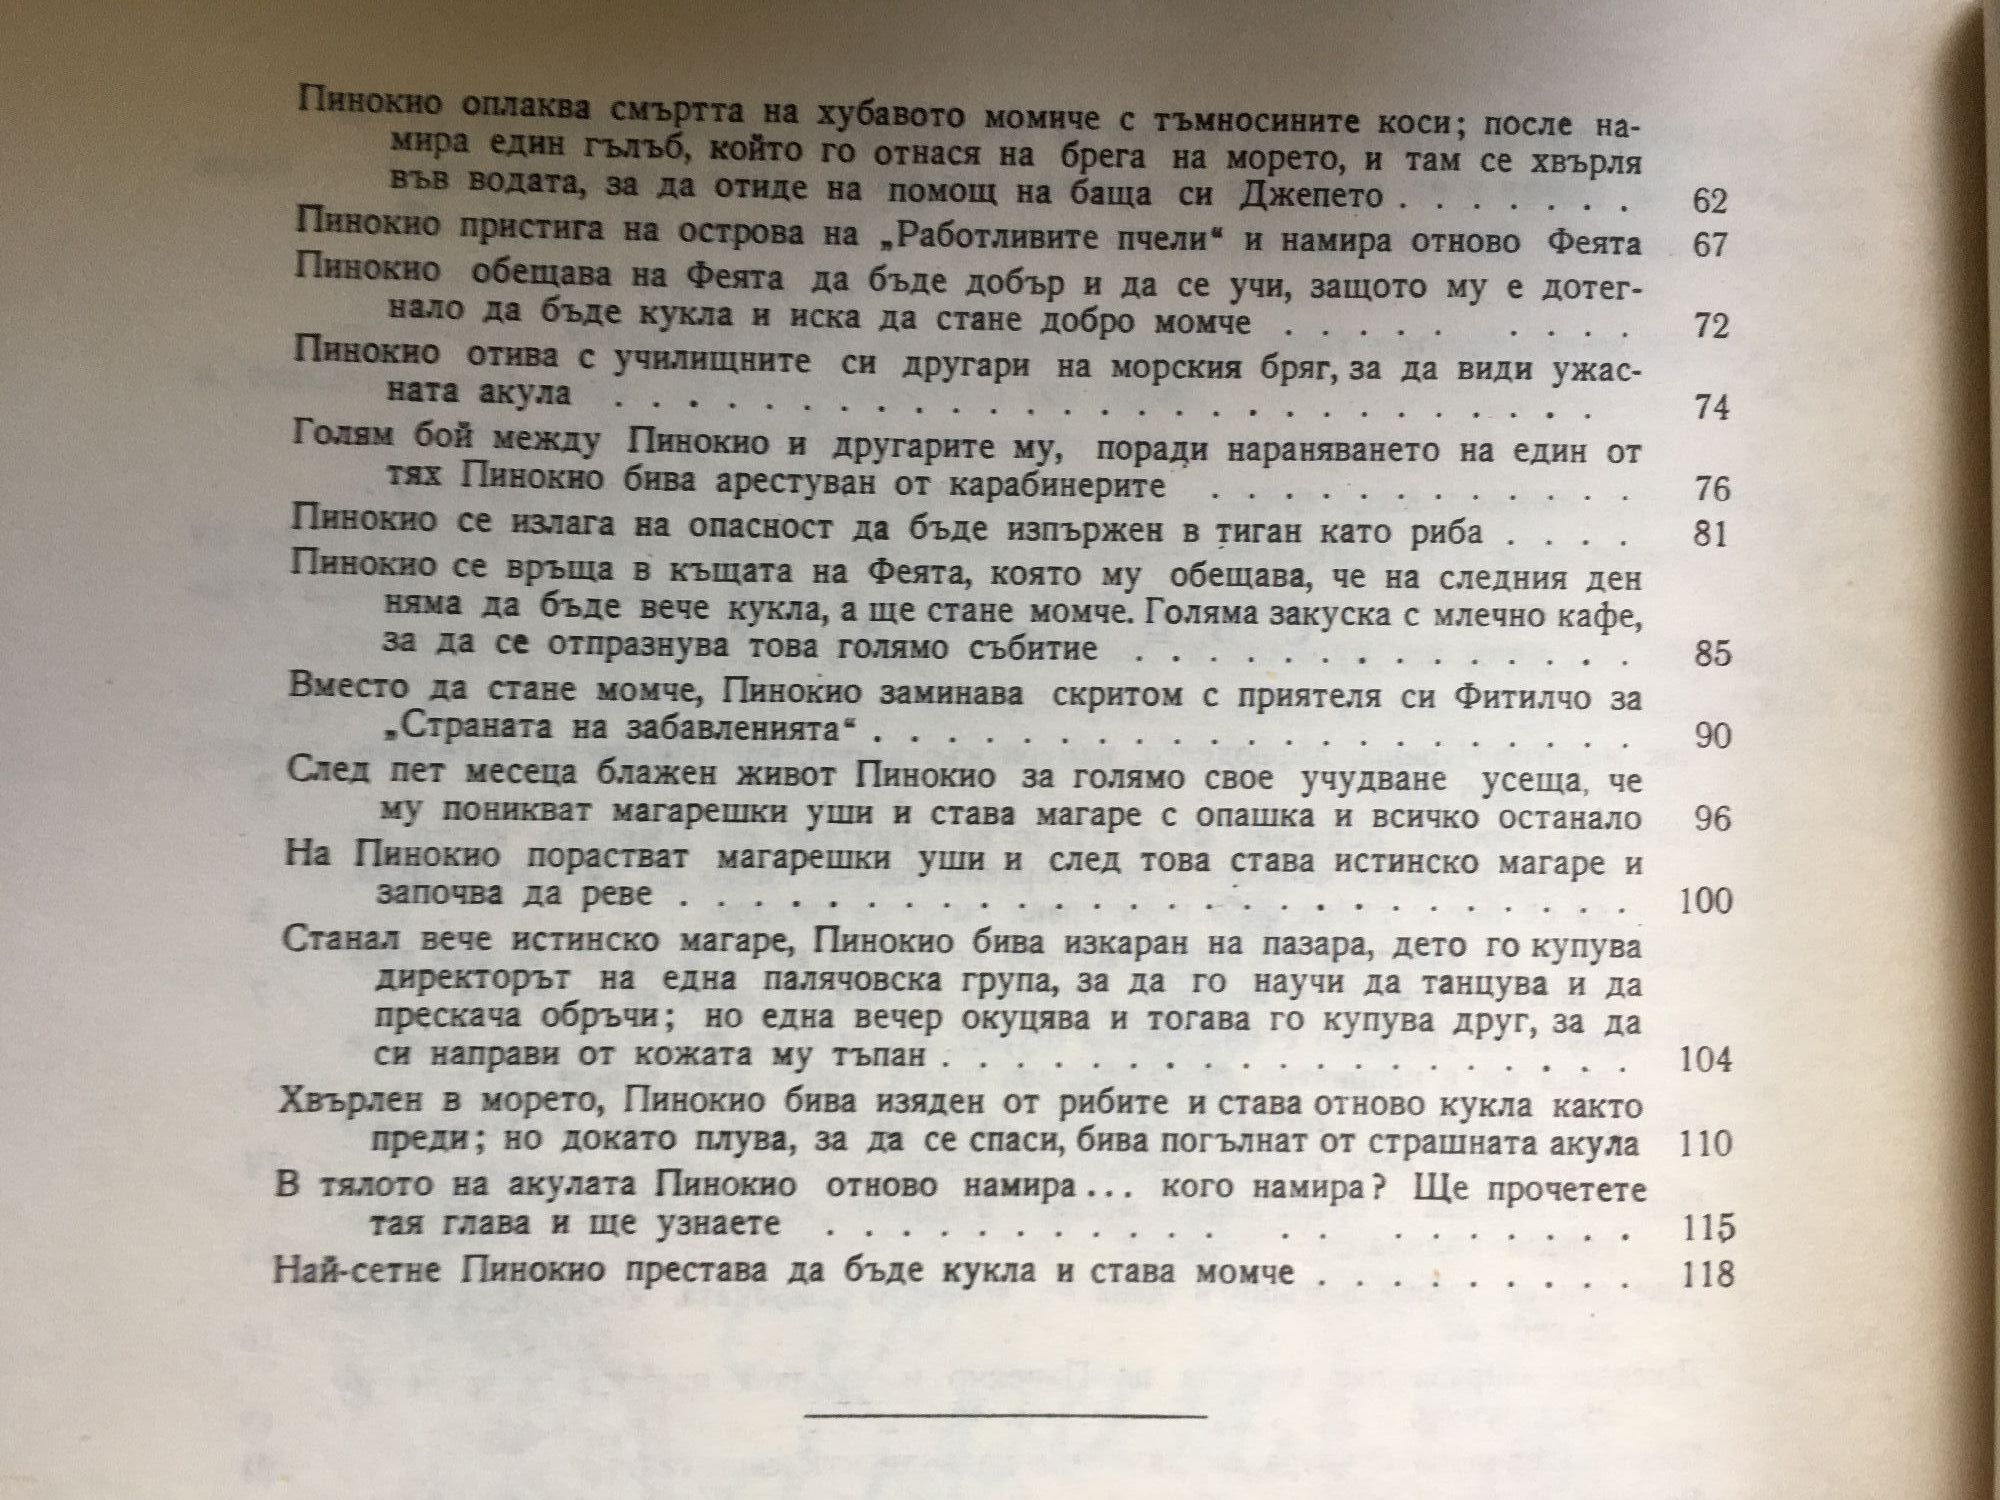 Пинокио оплаква смъртта на хубавото момиче с тъмносините коси; после на-
мира един гълъб, който го отнася на брега на морето, и там се хвърля
във водата, за да отиде на помощ на баща си Джепето . . . . . . . 62
Пинокио пристига на острова на „Работливите пчели“ и намира отново Феята 67
Пинокио обещава на Феята да бъде добър и да се учи, защото му е дотег-
нало да бъде кукла и иска да стане добро момче . . . . . . . . . 72
Пинокио отива с училищните си другари на морския бряг, за да види ужас-
ната акула . . . . . . . . . . . . . . . . . . . . . . . . . . . 74
Голям бой между Пинокио и другарите му, поради нараняването на един от
тях Пинокио бива арестуван от карабинерите . . . . . . . . . . . . 76
Пинокио се излага на опасност да бъде изпържен в тиган като риба . . . . 81
Пинокио се връща в къщата на Феята, която му обещава, че на следния ден
няма да бъде вече кукла, а ще стане момче. Голяма закуска с млечно кафе,
за да се отпразнува това голямо събитие . . . . . . . . . . . . . . 85
Вместо да стане момче, Пинокио заминава скритом с приятеля си Фитилчо за
„Страната на забавленията“ . . . . . . . . . . . . . . . . . . . . . 90
След пет месеца блажен живот Пинокио за голямо свое учудване усеща, че
му поникват магарешки уши и става магаре с опашка и всичко останало 96
На Пинокио порастват магарешки уши и след това става истинско магаре и
започва да реве . . . . . . . . . . . . . . . . . . . . . . . . . . 100
Станал вече истинско магаре, Пинокио бива изкаран на пазара, дето го купува
директорът на една палячовска група, за да го научи да танцува и да
прескача обръчи; но една вечер окуцява и тогава го купува друг, за да
си направи от кожата му тъпан . . . . . . . . . . . . . . . . . . . 104
Хвърлен в морето, Пинокио бива изяден от рибите и става отново кукла както
преди; но докато плува, за да се спаси, бива погълнат от страшната акула 110
В тялото на акулата Пинокио отново намира... кого намира? Ще прочетете
тая глава и ще узнаете . . . . . . . . . . . . . . . . . . . . 115
Най-сетне Пинокио престава да бъде кукла и става момче . . . . . . . . . 118